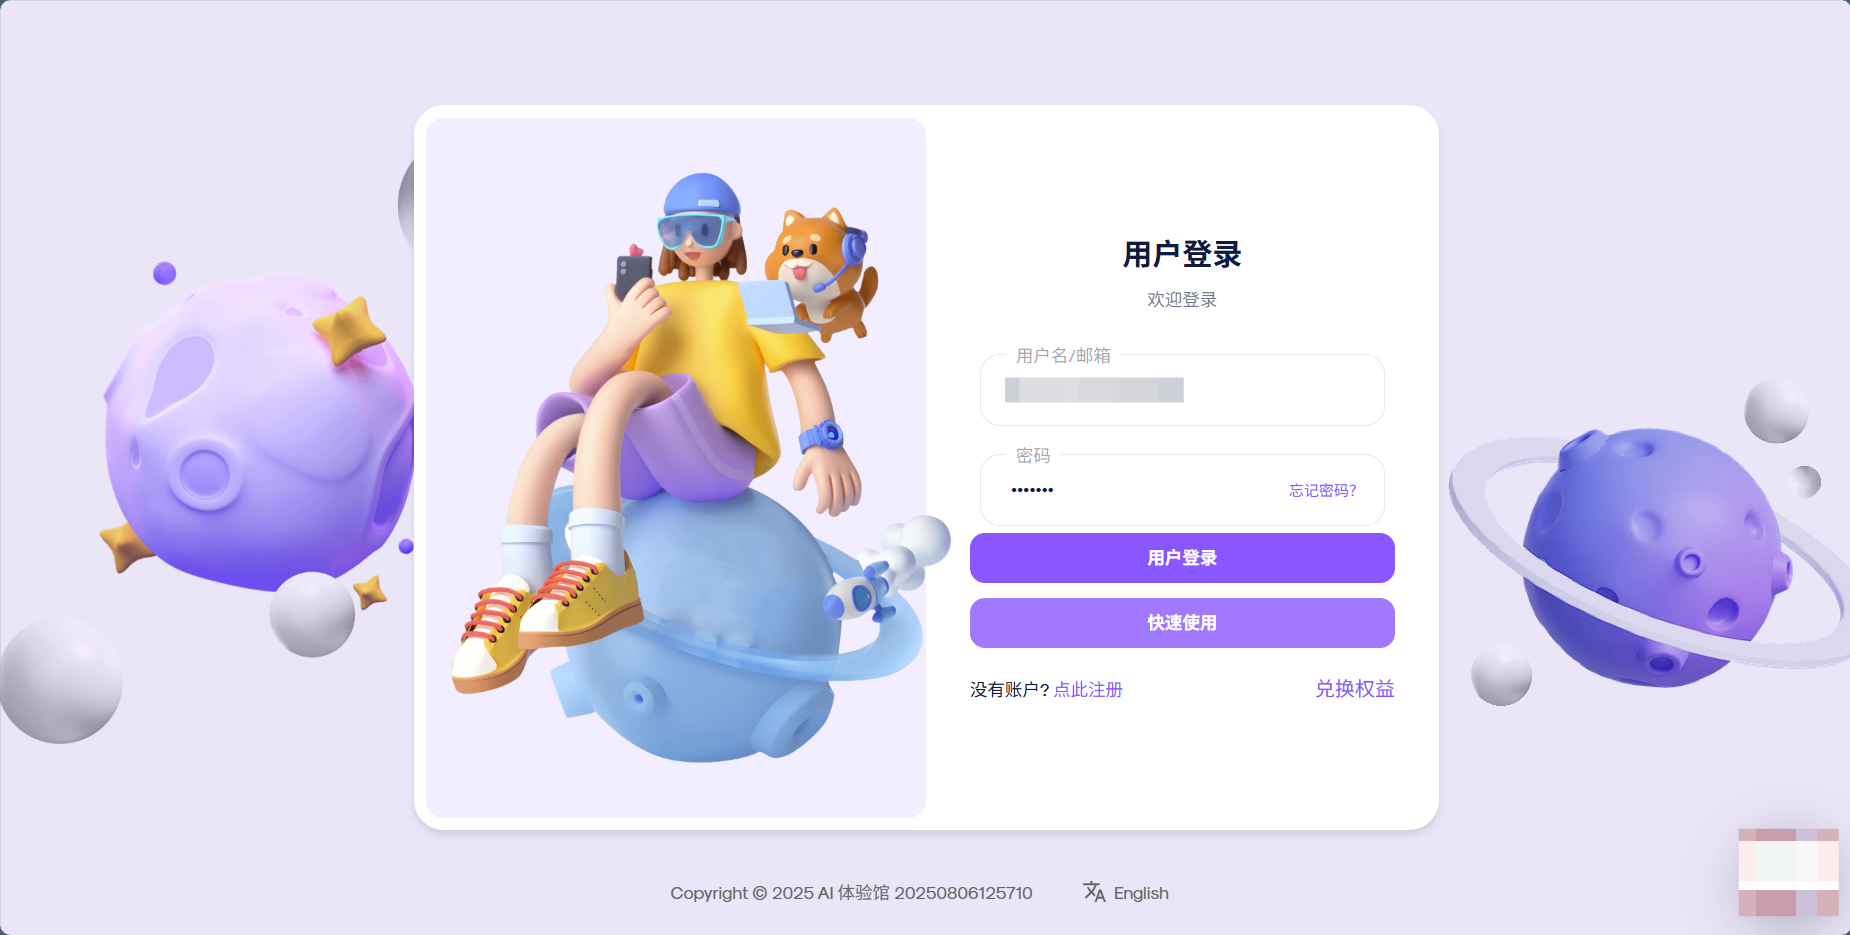 用户登录
欢迎登录
用户名/邮箱
密码
•••••••
忘记密码?
用户登录
快速使用
没有账户? 点此注册
兑换权益
Copyright © 2025 AI 体验馆 20250806125710
English